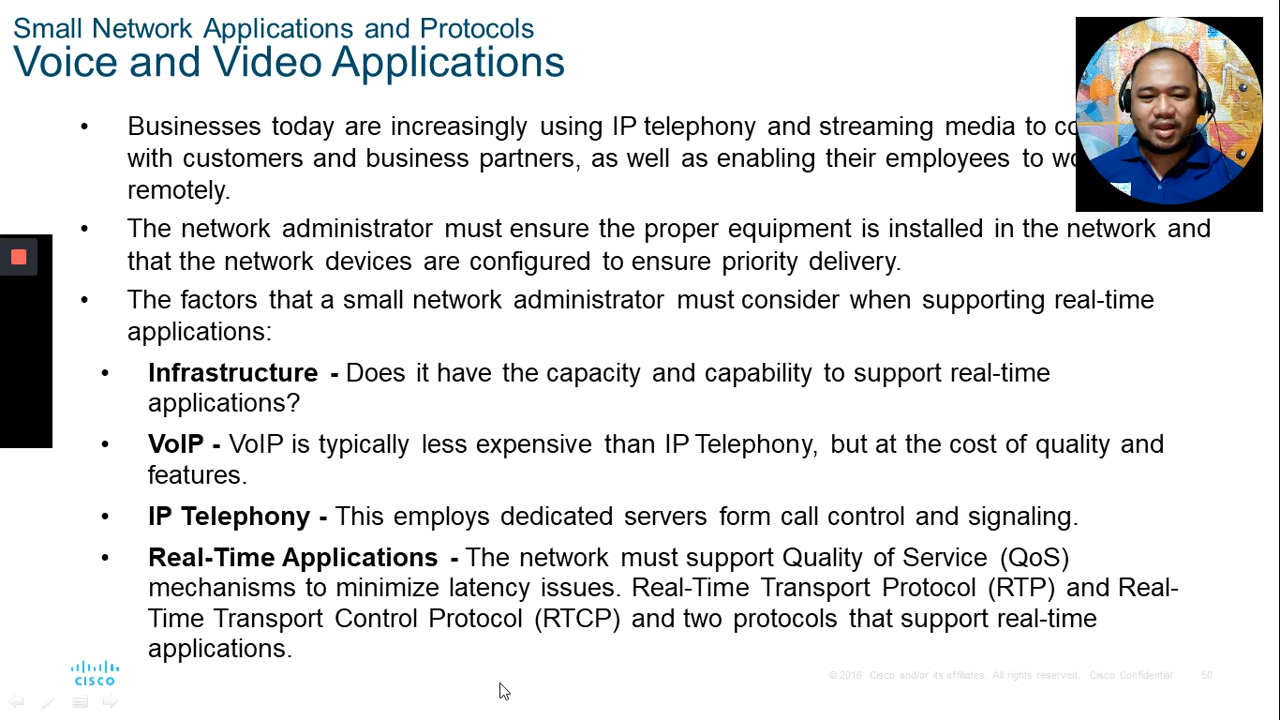 Small Network Applications and Protocols
Voice and Video Applications
• Businesses today are increasingly using IP telephony and streaming media to
with customers and business partners, as well as enabling their employees to
remotely.
• The network administrator must ensure the proper equipment is installed in the network and
that the network devices are configured to ensure priority delivery.
• The factors that a small network administrator must consider when supporting real-time
applications:
• Infrastructure - Does it have the capacity and capability to support real-time
applications?
• VoIP - VoIP is typically less expensive than IP Telephony, but at the cost of quality and
features.
• IP Telephony - This employs dedicated servers form call control and signaling.
• Real-Time Applications - The network must support Quality of Service (QoS)
mechanisms to minimize latency issues. Real-Time Transport Protocol (RTP) and Real-
Time Transport Control Protocol (RTCP) and two protocols that support real-time
applications.
CISCO
© 2016 Cisco and/or its affiliates. All rights reserved. Cisco Confidential 50